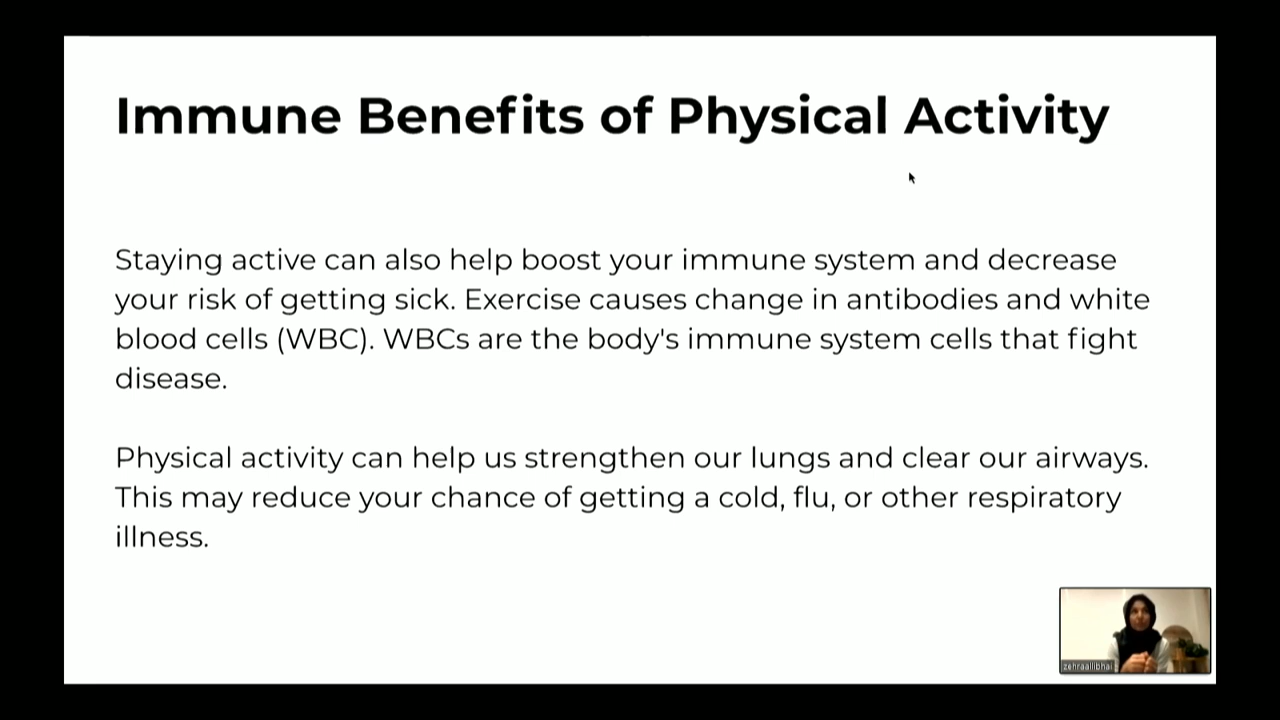 Immune Benefits of Physical Activity
Staying active can also help boost your immune system and decrease
your risk of getting sick. Exercise causes change in antibodies and white
blood cells (WBC). WBCs are the body's immune system cells that fight
disease.
Physical activity can help us strengthen our lungs and clear our airways.
This may reduce your chance of getting a cold, flu, or other respiratory
illness.
zehraallibhai